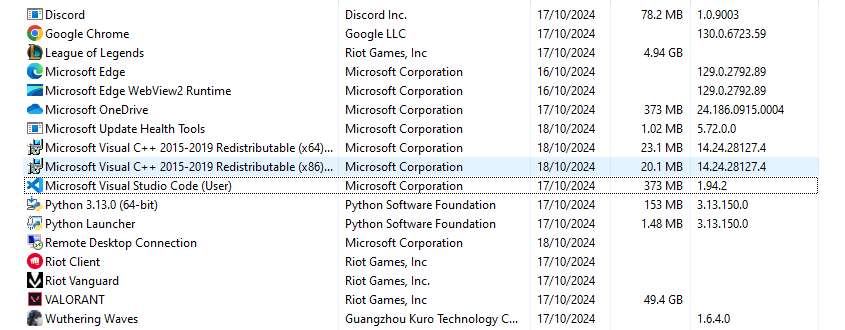 Discord Discord Inc. 17/10/2024 78.2 MB 1.0.9003
Google Chrome Google LLC 17/10/2024 130.0.6723.59
League of Legends Riot Games, Inc 17/10/2024 4.94 GB
Microsoft Edge Microsoft Corporation 16/10/2024 129.0.2792.89
Microsoft Edge WebView2 Runtime Microsoft Corporation 16/10/2024 129.0.2792.89
Microsoft OneDrive Microsoft Corporation 17/10/2024 373 MB 24.186.0915.0004
Microsoft Update Health Tools Microsoft Corporation 18/10/2024 1.02 MB 5.72.0.0
Microsoft Visual C++ 2015-2019 Redistributable (x64)... Microsoft Corporation 18/10/2024 23.1 MB 14.24.28127.4
Microsoft Visual C++ 2015-2019 Redistributable (x86)... Microsoft Corporation 18/10/2024 20.1 MB 14.24.28127.4
Microsoft Visual Studio Code (User) Microsoft Corporation 17/10/2024 373 MB 1.94.2
Python 3.13.0 (64-bit) Python Software Foundation 17/10/2024 153 MB 3.13.150.0
Python Launcher Python Software Foundation 17/10/2024 1.48 MB 3.13.150.0
Remote Desktop Connection Microsoft Corporation 18/10/2024
Riot Client Riot Games, Inc 17/10/2024
Riot Vanguard Riot Games, Inc. 17/10/2024
VALORANT Riot Games, Inc 17/10/2024 49.4 GB
Wuthering Waves Guangzhou Kuro Technology C... 17/10/2024 1.6.4.0